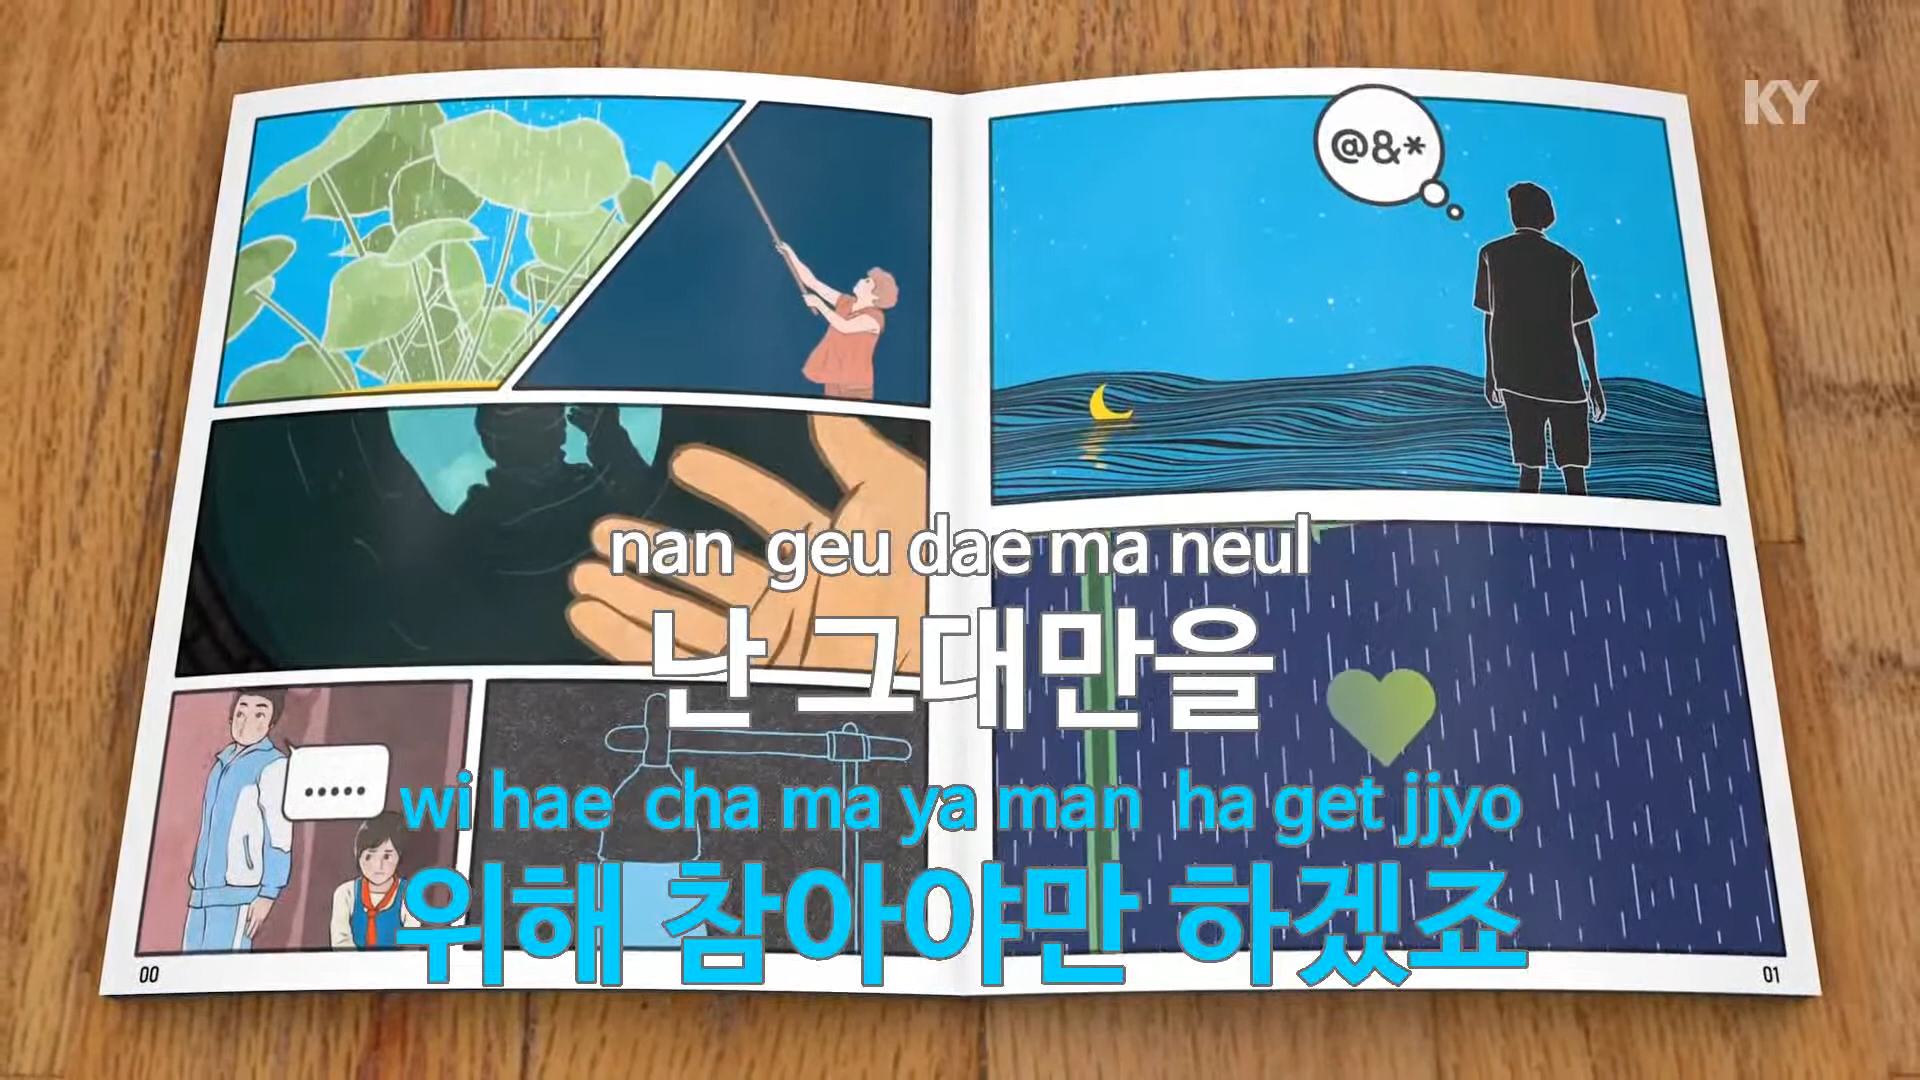 KY
@&*
nan geu dae ma neul
난 그대만을
.....
wi hae cha ma ya man ha get jjyo
위해 참아야만 하겠죠
00
01